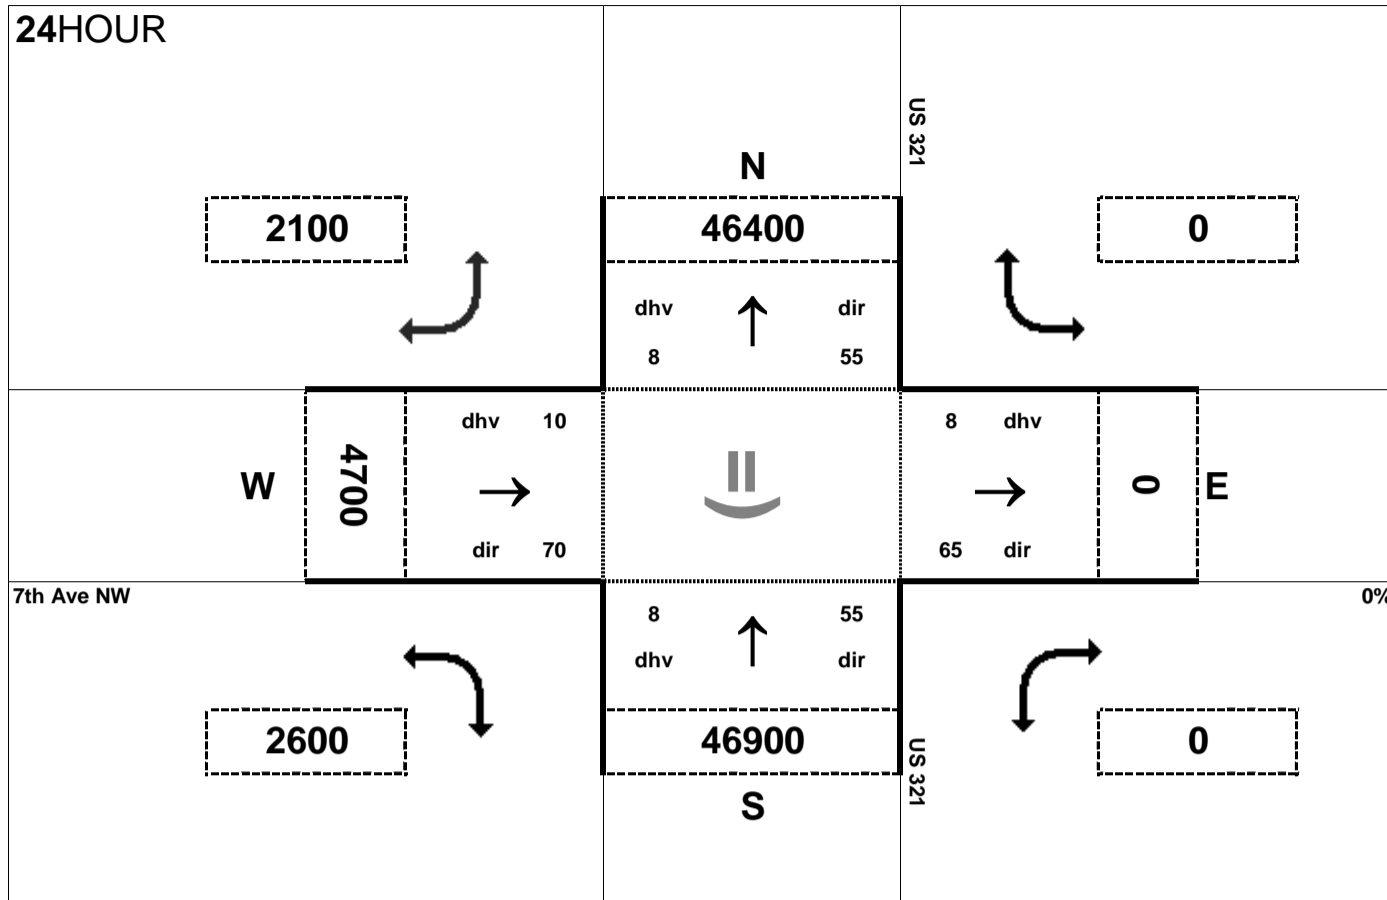 24HOUR
US 321
N
2100
46400
0
dhv dir
8 55
dhv 10
8 dhv
W
4700
0
E
dir 70
65 dir
7th Ave NW
0%
8 55
dhv dir
2600
46900
0
US 321
S